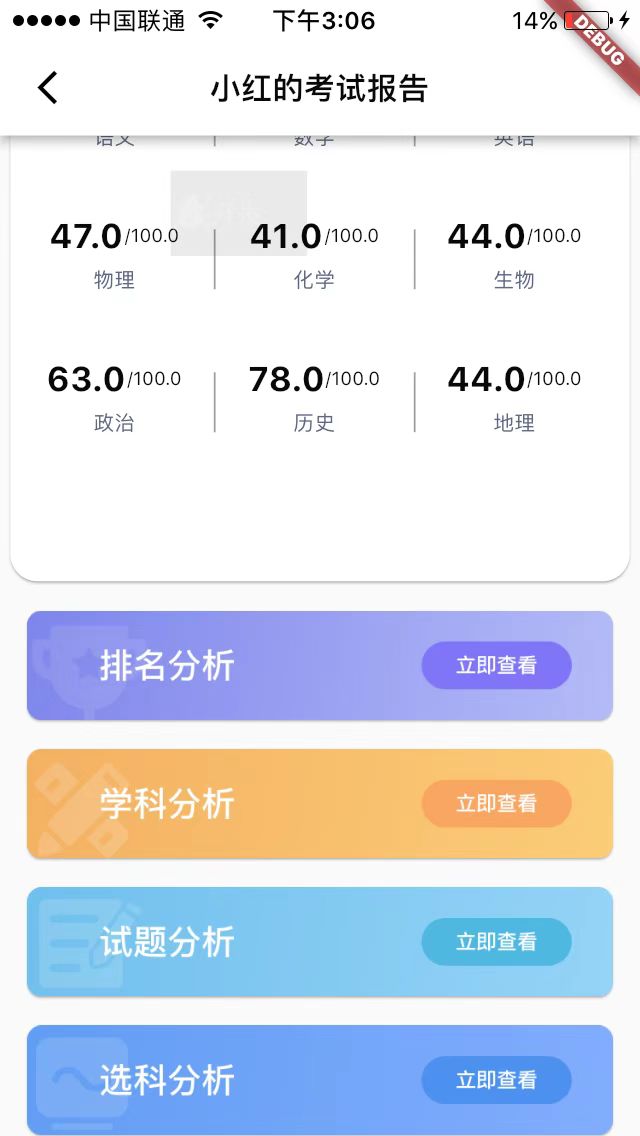 中国联通 下午3:06 14%
DEBUG
小红的考试报告
语文 数学 英语
47.0/100.0 41.0/100.0 44.0/100.0
物理 化学 生物
63.0/100.0 78.0/100.0 44.0/100.0
政治 历史 地理
排名分析 立即查看
学科分析 立即查看
试题分析 立即查看
选科分析 立即查看